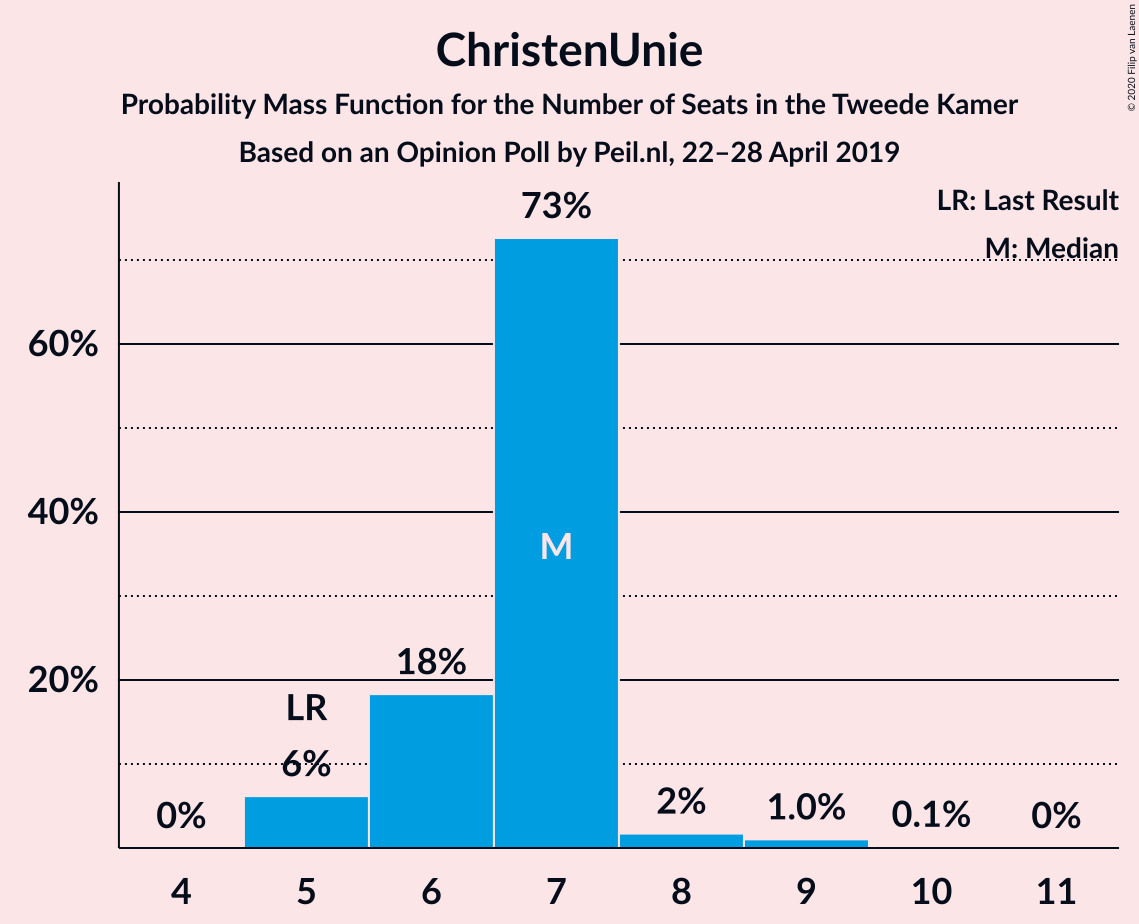 ChristenUnie
Probability Mass Function for the Number of Seats in the Tweede Kamer
Based on an Opinion Poll by Peil.nl, 22–28 April 2019
© 2020 Filip van Laenen
LR: Last Result
M: Median
73%
60%
40%
M
20%
18%
LR
6%
0%
2%
1.0%
0.1%
0%
4 5 6 7 8 9 10 11